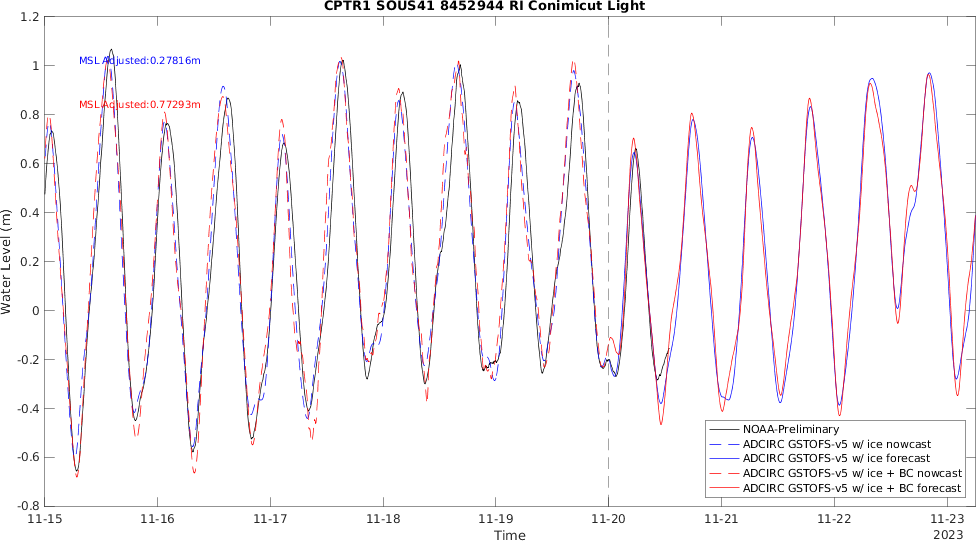 CPTR1 SOUS41 8452944 RI Conimicut Light
MSL Adjusted:0.27816m
MSL Adjusted:0.77293m
Water Level (m)
1.2
1
0.8
0.6
0.4
0.2
0
-0.2
-0.4
-0.6
-0.8
NOAA-Preliminary
ADCIRC GSTOFS-v5 w/ ice nowcast
ADCIRC GSTOFS-v5 w/ ice forecast
ADCIRC GSTOFS-v5 w/ ice + BC nowcast
ADCIRC GSTOFS-v5 w/ ice + BC forecast
11-15 11-16 11-17 11-18 11-19 11-20 11-21 11-22 11-23
Time
2023